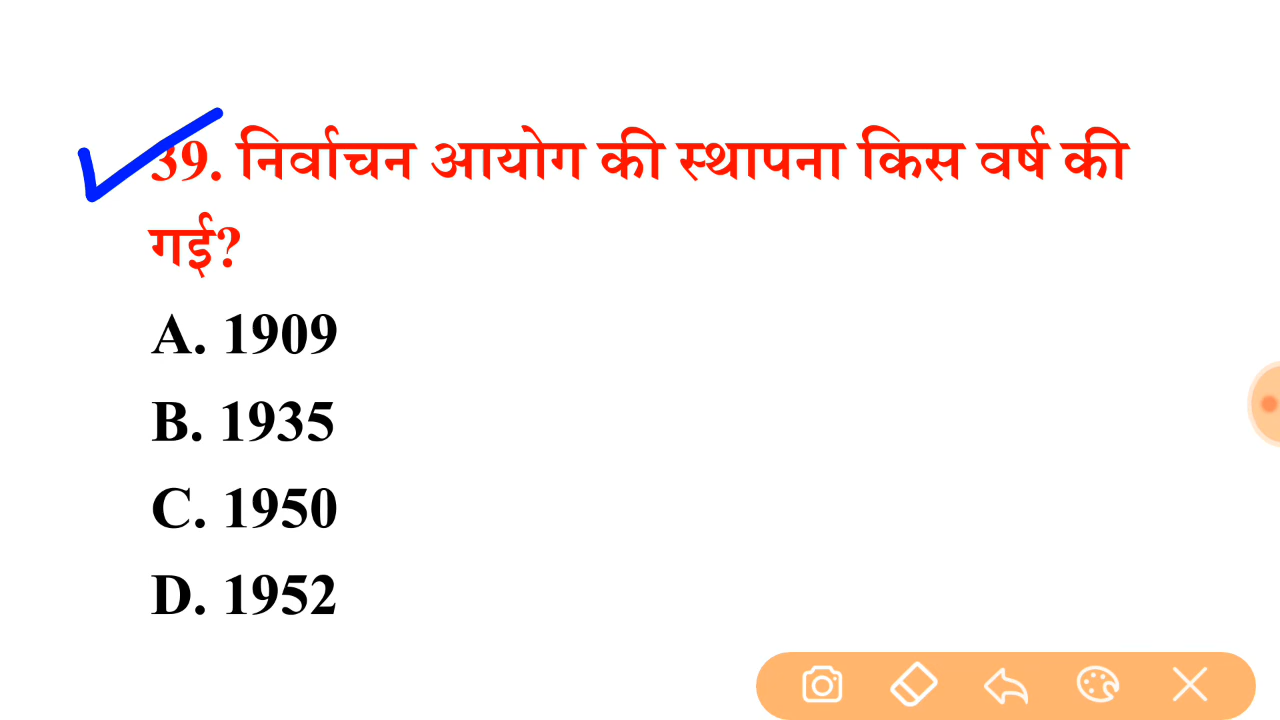 39. निर्वाचन आयोग की स्थापना किस वर्ष की
गई?
A. 1909
B. 1935
C. 1950
D. 1952